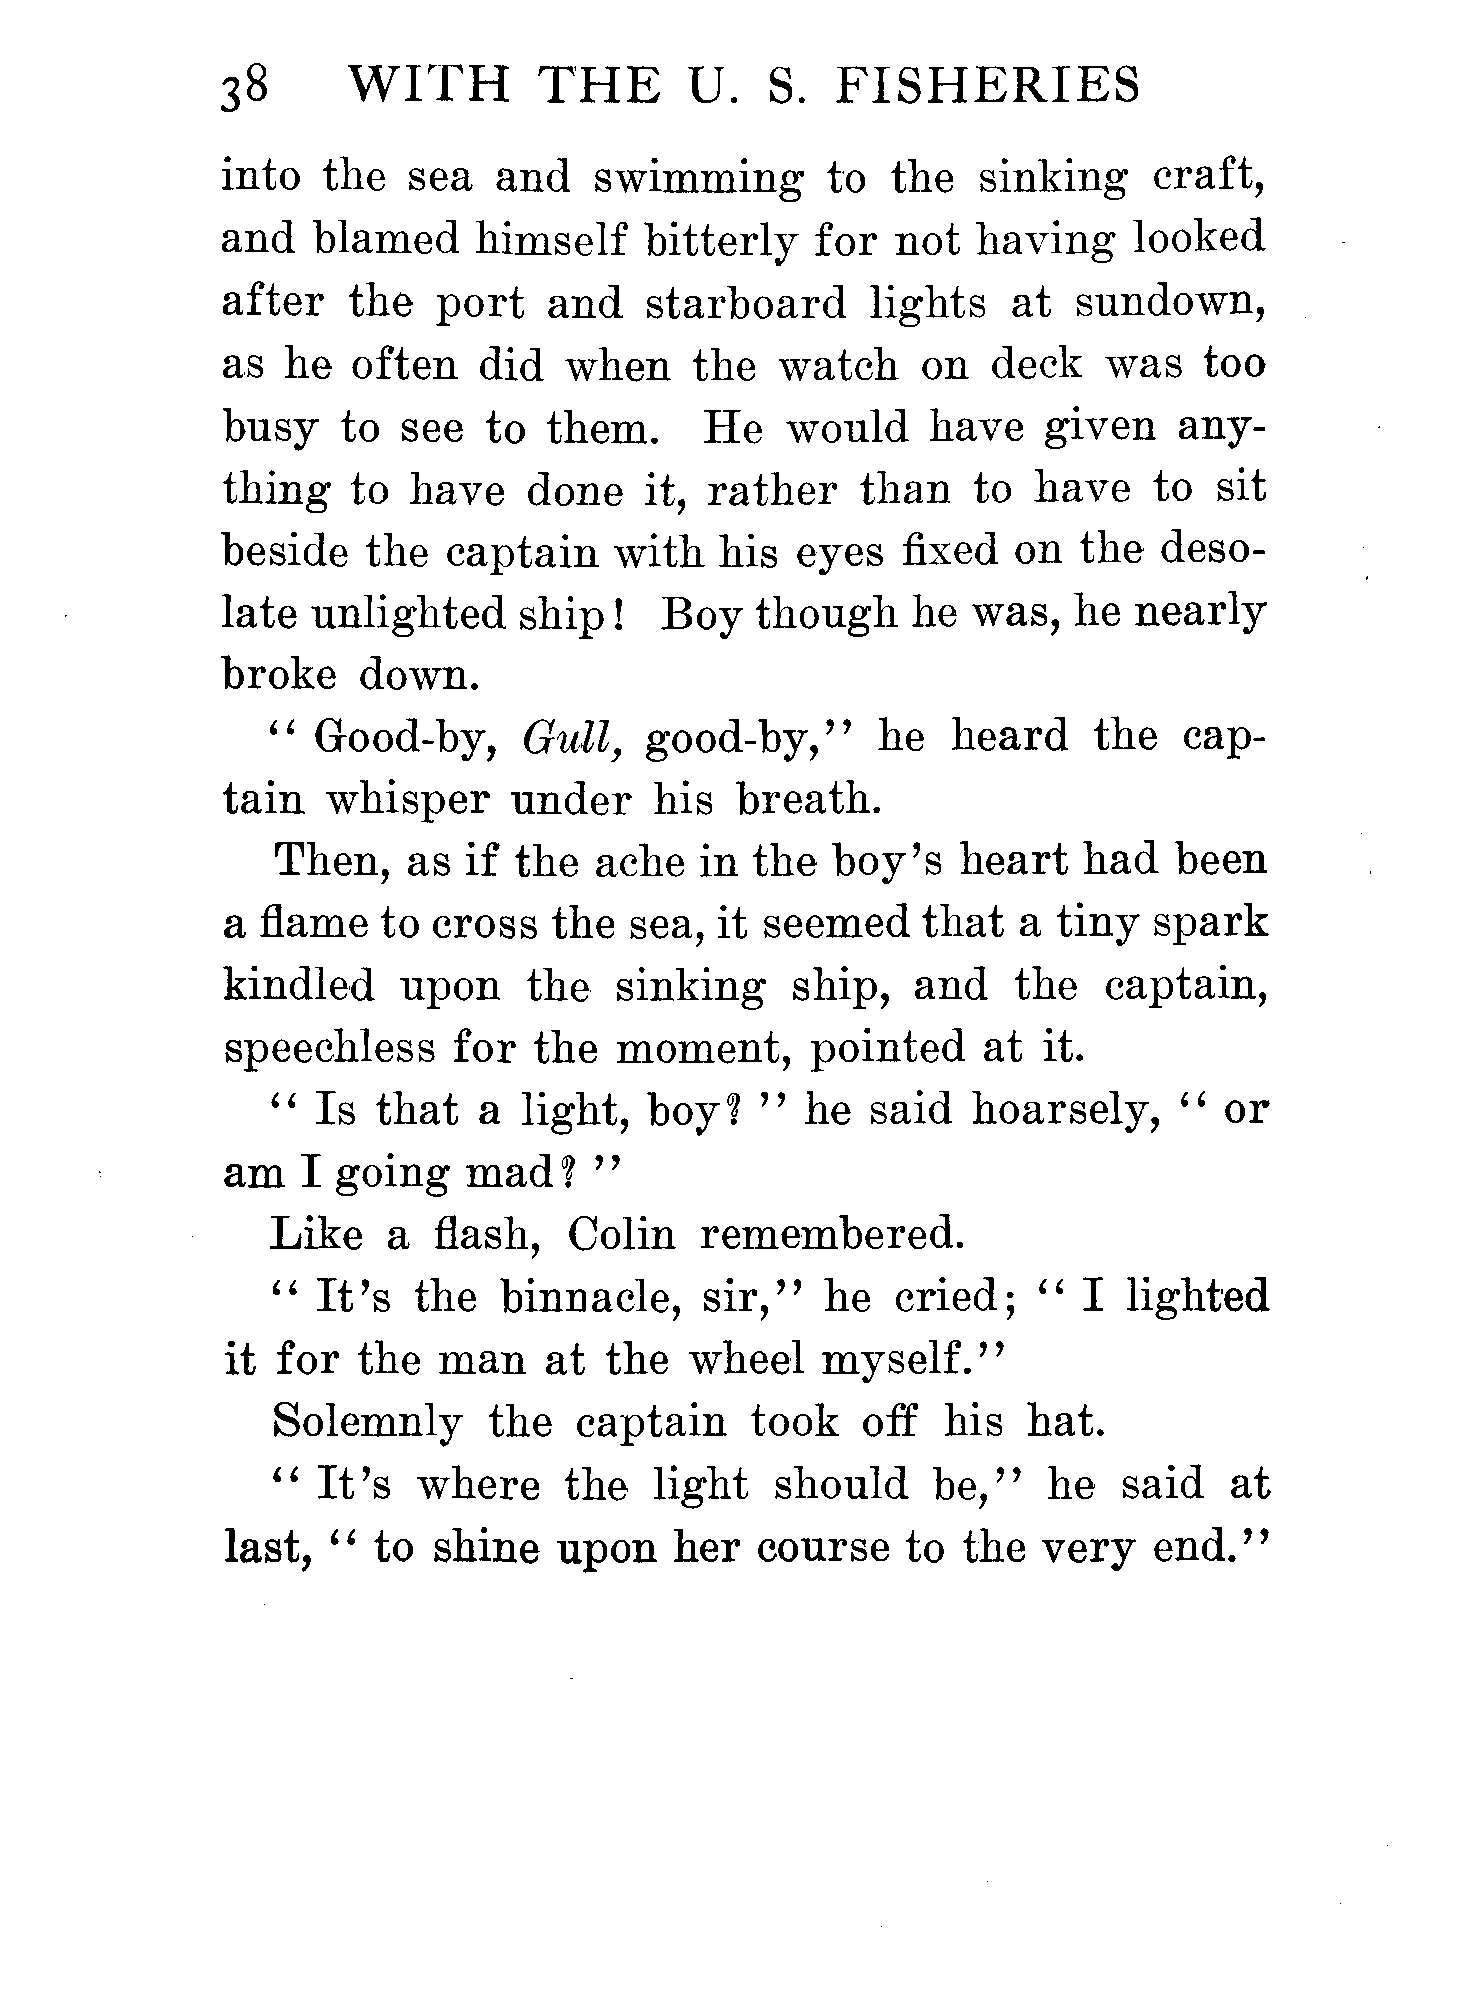 38 WITH THE U. S. FISHERIES
into the sea and swimming to the sinking craft,
and blamed himself bitterly for not having looked
after the port and starboard lights at sundown,
as he often did when the watch on deck was too
busy to see to them. He would have given any-
thing to have done it, rather than to have to sit
beside the captain with his eyes fixed on the deso-
late unlighted ship! Boy though he was, he nearly
broke down.
“ Good-by, Gull, good-by,” he heard the cap-
tain whisper under his breath.
Then, as if the ache in the boy’s heart had been
a flame to cross the sea, it seemed that a tiny spark
kindled upon the sinking ship, and the captain,
speechless for the moment, pointed at it.
“ Is that a light, boy? ” he said hoarsely, “ or
am I going mad? ”
Like a flash, Colin remembered.
“ It’s the binnacle, sir,” he cried; “ I lighted
it for the man at the wheel myself.”
Solemnly the captain took off his hat.
“ It’s where the light should be,” he said at
last, “ to shine upon her course to the very end.”